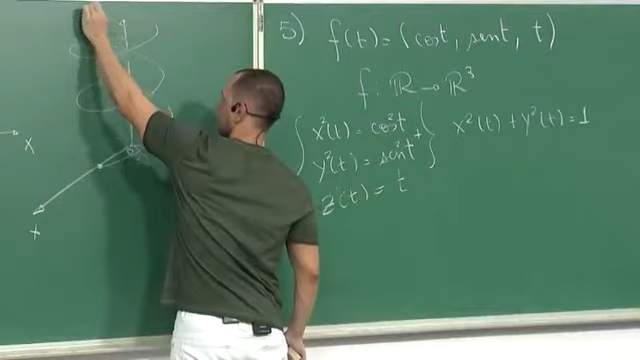 5) f(t) = (cost, sent, t)
f: ℝ → ℝ³
x²(t) = cos²t
y²(t) = sen²t +
x²(t) + y²(t) = 1
z(t) = t
X
x